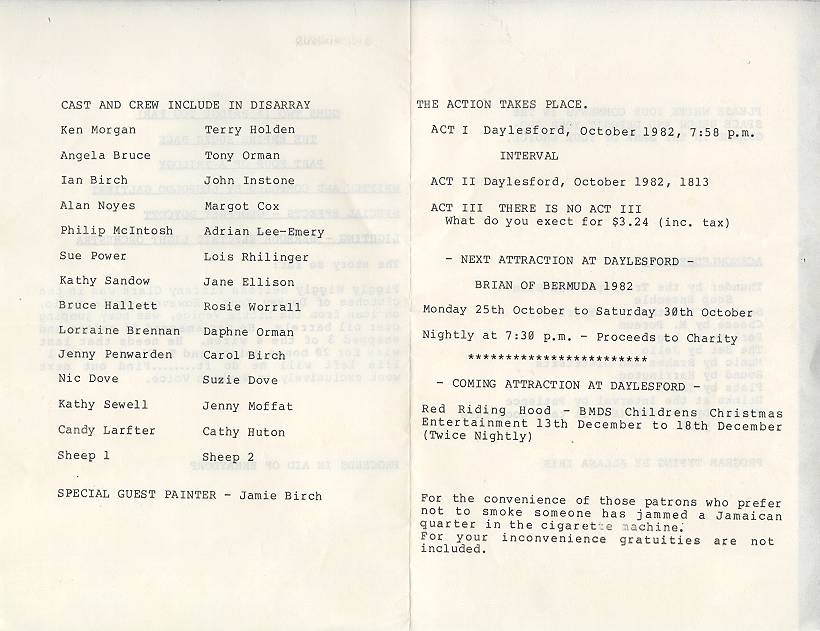 CAST AND CREW INCLUDE IN DISARRAY
Ken Morgan Terry Holden
Angela Bruce Tony Orman
Ian Birch John Instone
Alan Noyes Margot Cox
Philip McIntosh Adrian Lee-Emery
Sue Power Lois Rhilinger
Kathy Sandow Jane Ellison
Bruce Hallett Rosie Worrall
Lorraine Brennan Daphne Orman
Jenny Penwarden Carol Birch
Nic Dove Suzie Dove
Kathy Sewell Jenny Moffat
Candy Larfter Cathy Huton
Sheep 1 Sheep 2
SPECIAL GUEST PAINTER - Jamie Birch
THE ACTION TAKES PLACE.
ACT I Daylesford, October 1982, 7:58 p.m.
INTERVAL
ACT II Daylesford, October 1982, 1813
ACT III THERE IS NO ACT III
What do you exect for $3.24 (inc. tax)
- NEXT ATTRACTION AT DAYLESFORD -
BRIAN OF BERMUDA 1982
Monday 25th October to Saturday 30th October
Nightly at 7:30 p.m. - Proceeds to Charity
************************
- COMING ATTRACTION AT DAYLESFORD -
Red Riding Hood - BMDS Childrens Christmas
Entertainment 13th December to 18th December
(Twice Nightly)
For the convenience of those patrons who prefer
not to smoke someone has jammed a Jamaican
quarter in the cigarette machine.
For your inconvenience gratuities are not
included.